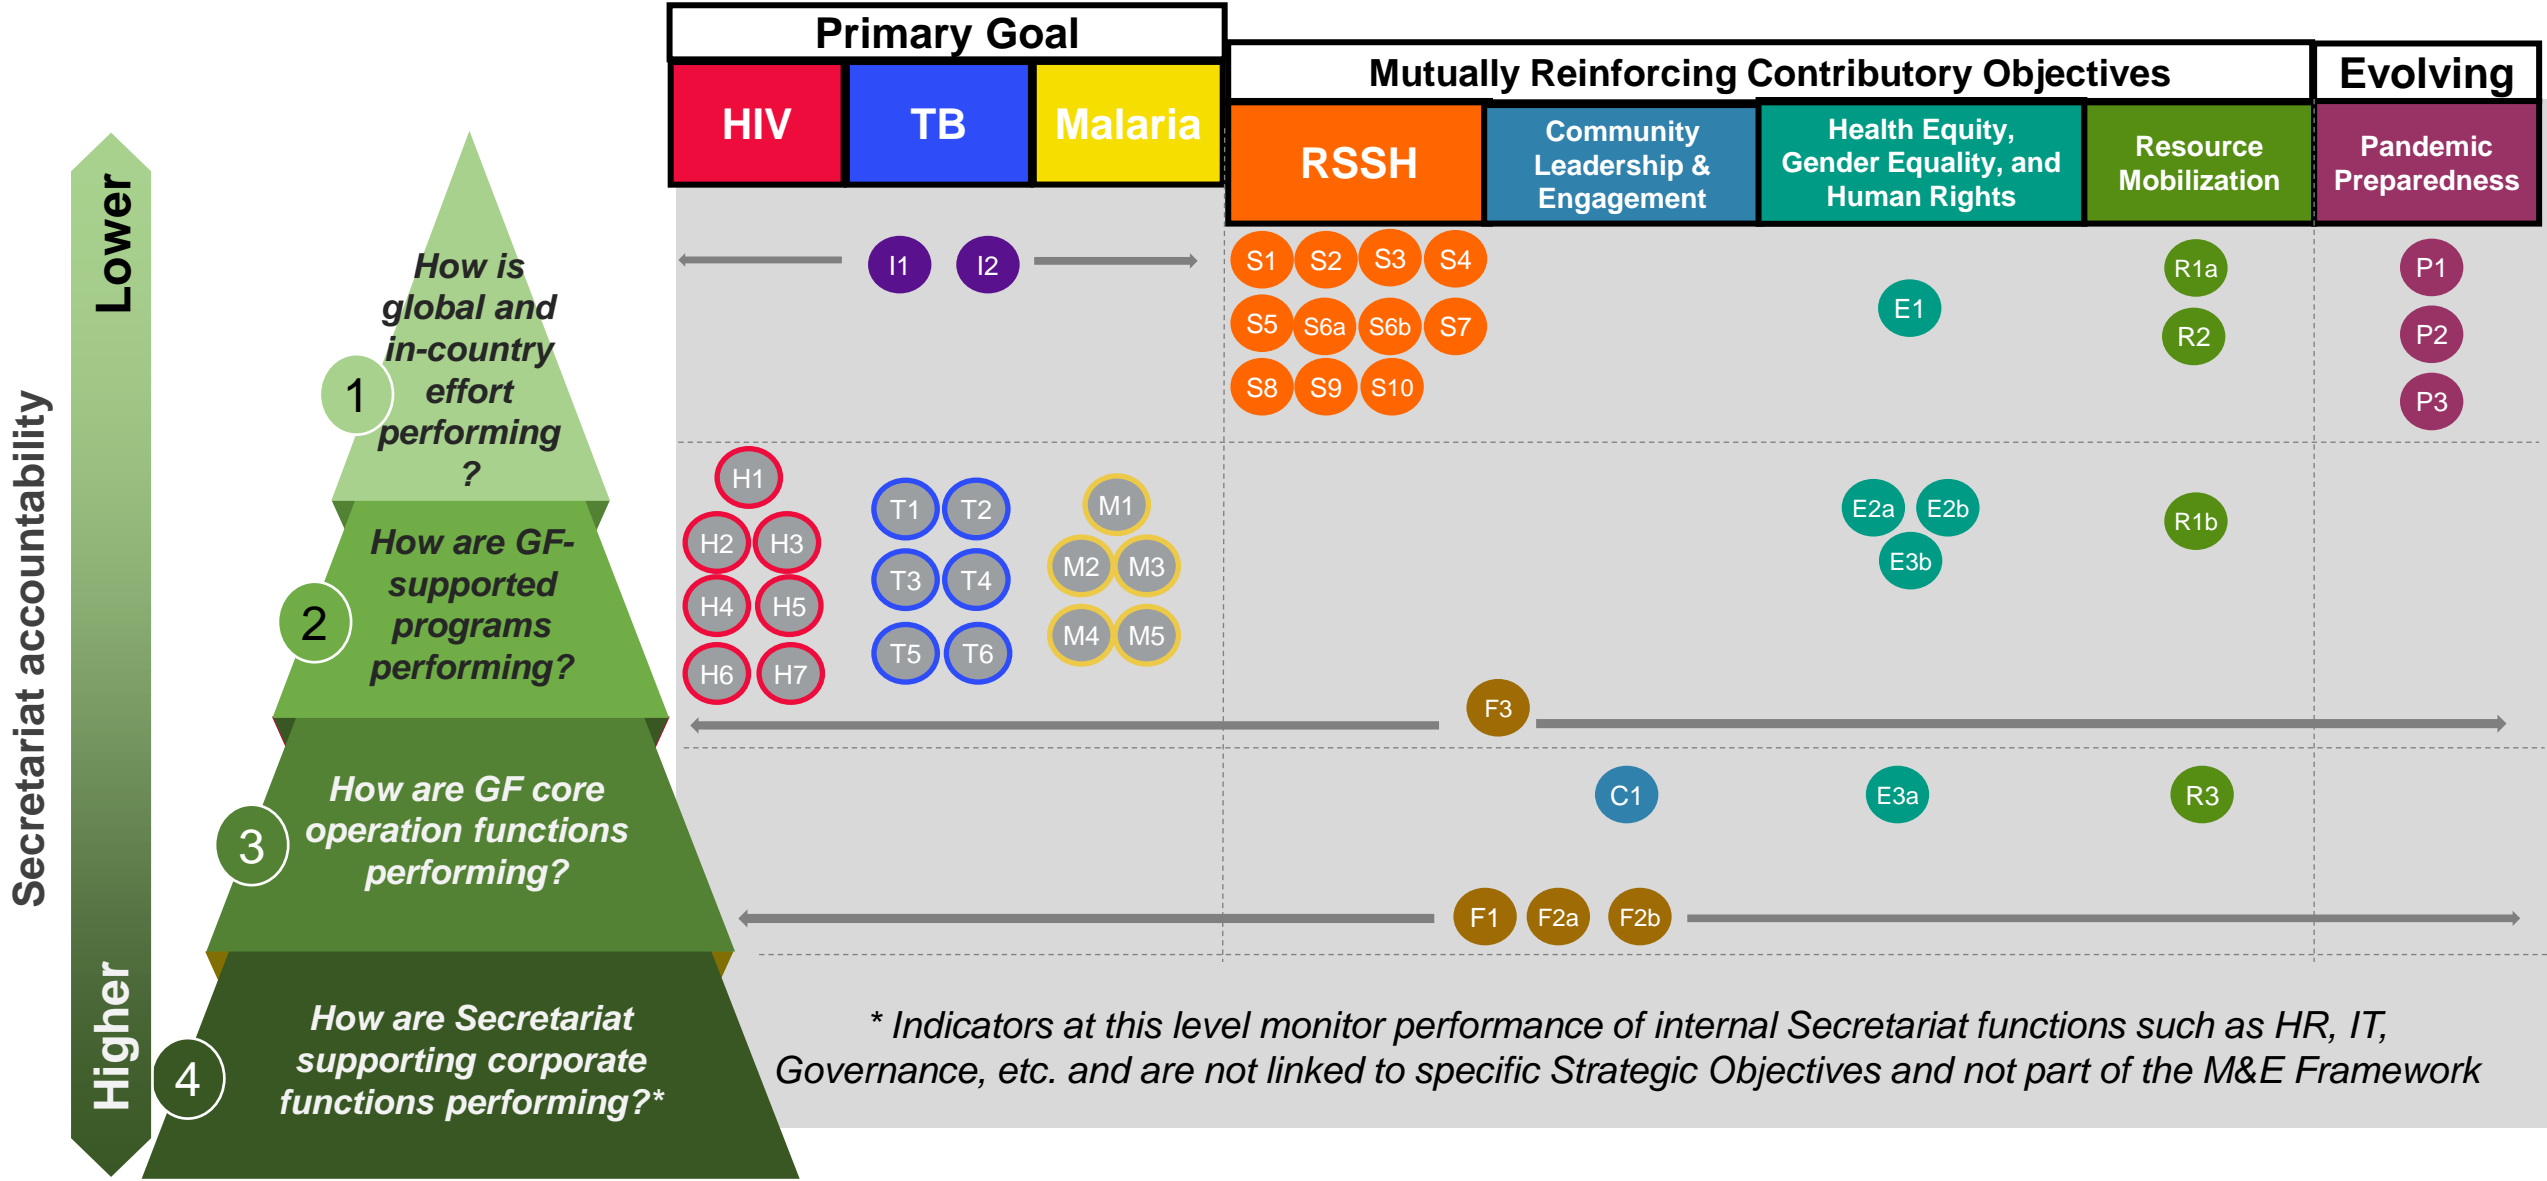 Primary Goal
Mutually Reinforcing Contributory Objectives
Evolving
HIV
TB
Malaria
RSSH
Community
Leadership &
Engagement
Health Equity,
Gender Equality, and
Human Rights
Resource
Mobilization
Pandemic
Preparedness
Secretariat accountability
Lower
Higher
1
How is
global and
in-country
effort
performing
?
I1 I2
S1 S2 S3 S4
S5 S6a S6b S7
S8 S9 S10
E1
R1a
R2
P1
P2
P3
2
How are GF-
supported
programs
performing?
H1
H2 H3
H4 H5
H6 H7
T1 T2
T3 T4
T5 T6
M1
M2 M3
M4 M5
E2a E2b
E3b
R1b
F3
3
How are GF core
operation functions
performing?
C1
E3a
R3
F1 F2a F2b
4
How are Secretariat
supporting corporate
functions performing?*
* Indicators at this level monitor performance of internal Secretariat functions such as HR, IT,
Governance, etc. and are not linked to specific Strategic Objectives and not part of the M&E Framework